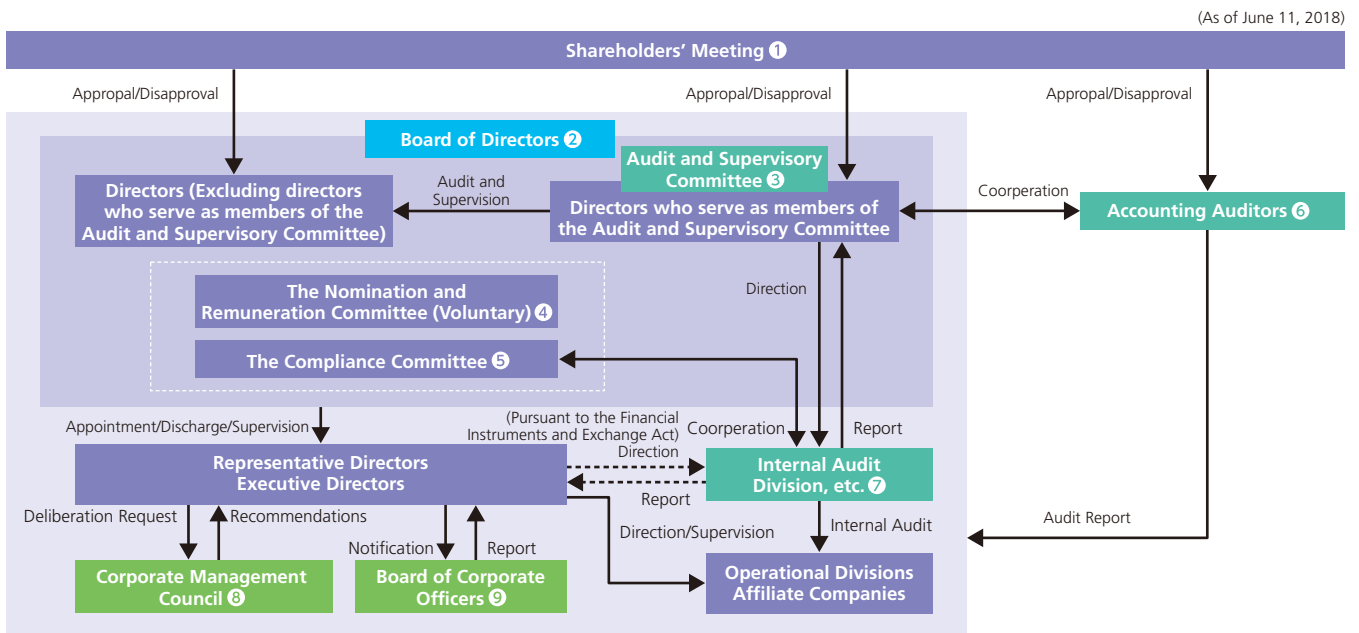 (As of June 11, 2018)
Shareholders’ Meeting ❶
Appropal/Disapproval
Appropal/Disapproval
Appropal/Disapproval
Board of Directors ❷
Audit and Supervisory
Committee ❸
Directors (Excluding directors
who serve as members of the
Audit and Supervisory Committee)
Audit and
Supervision
Directors who serve as members of
the Audit and Supervisory Committee
Coorperation
Accounting Auditors ❻
The Nomination and
Remuneration Committee (Voluntary) ❹
Direction
The Compliance Committee ❺
Appointment/Discharge/Supervision
(Pursuant to the Financial
Instruments and Exchange Act)
Direction
Coorperation
Report
Representative Directors
Executive Directors
Internal Audit
Division, etc. ❼
Report
Deliberation Request
Recommendations
Notification
Report
Direction/Supervision
Internal Audit
Audit Report
Corporate Management
Council ❽
Board of Corporate
Officers ❾
Operational Divisions
Affiliate Companies